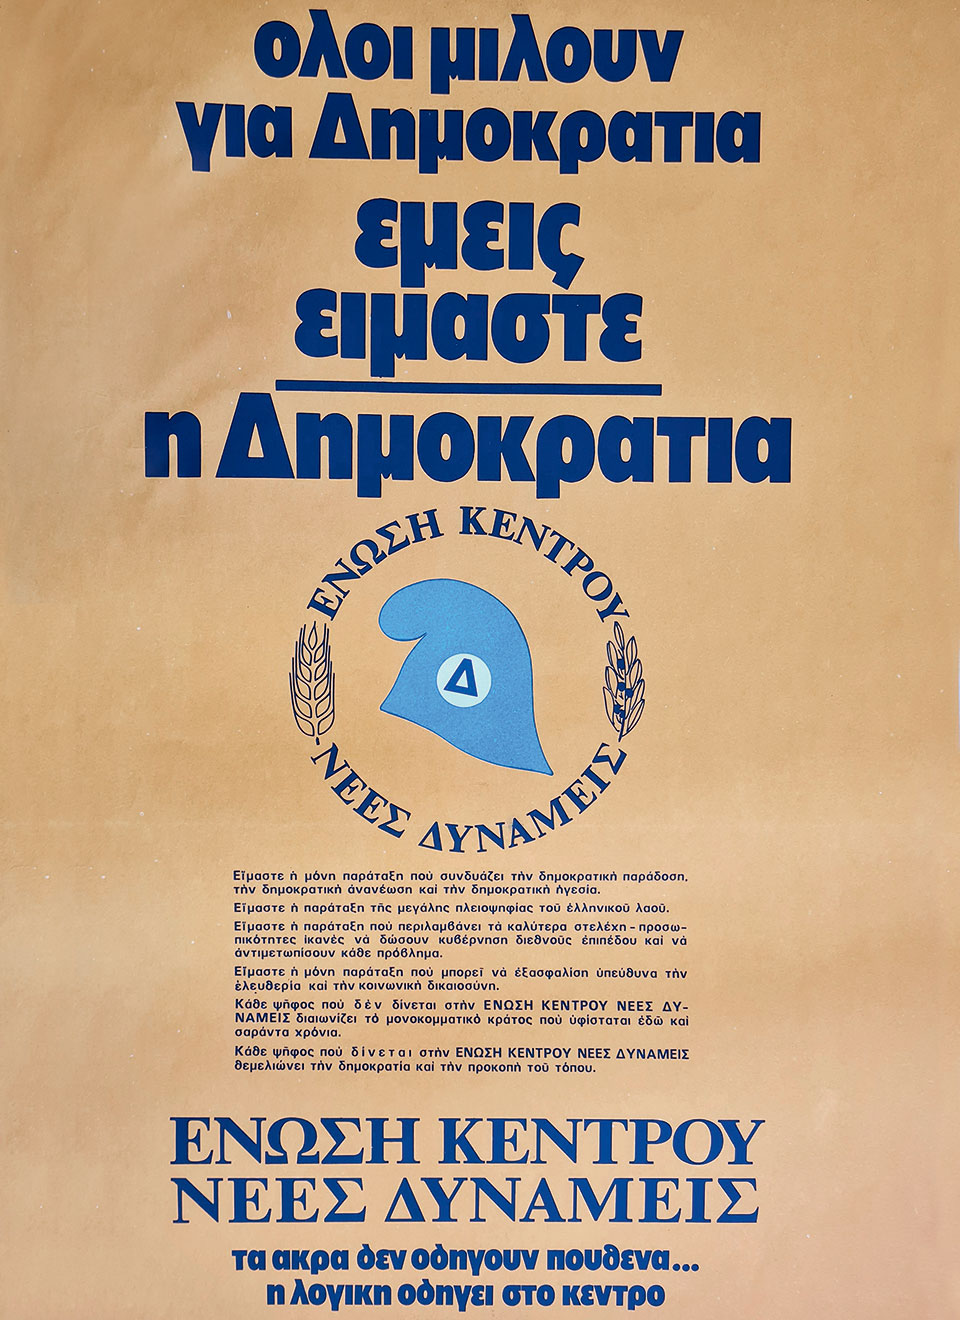 ολοι μιλουν
για Δημοκρατια
εμεις
ειμαστε
η Δημοκρατια
ΕΝΩΣΗ ΚΕΝΤΡΟΥ
Δ
ΝΕΕΣ ΔΥΝΑΜΕΙΣ
Εἴμαστε ἡ μόνη παράταξη πού συνδυάζει τήν δημοκρατική παράδοση,
τήν δημοκρατική ἀνανέωση καί τήν δημοκρατική ἡγεσία.
Εἴμαστε ἡ παράταξη τῆς μεγάλης πλειοψηφίας τοῦ ἑλληνικοῦ λαοῦ.
Εἴμαστε ἡ παράταξη πού περιλαμβάνει τά καλύτερα στελέχη - προσω-
πικότητες ἱκανές νά δώσουν κυβέρνηση διεθνοῦς ἐπιπέδου καί νά
ἀντιμετωπίσουν κάθε πρόβλημα.
Εἴμαστε ἡ μόνη παράταξη πού μπορεῖ νά ἐξασφαλίση ὑπεύθυνα τήν
ἐλευθερία καί τήν κοινωνική δικαιοσύνη.
Κάθε ψῆφος πού δέν δίνεται στήν ΕΝΩΣΗ ΚΕΝΤΡΟΥ ΝΕΕΣ ΔΥ-
ΝΑΜΕΙΣ διαιωνίζει τό μονοκομματικό κράτος πού ὑφίσταται ἐδῶ καί
σαράντα χρόνια.
Κάθε ψῆφος πού δίνεται στήν ΕΝΩΣΗ ΚΕΝΤΡΟΥ ΝΕΕΣ ΔΥΝΑΜΕΙΣ
θεμελιώνει τήν δημοκρατία καί τήν προκοπή τοῦ τόπου.
ΕΝΩΣΗ ΚΕΝΤΡΟΥ
ΝΕΕΣ ΔΥΝΑΜΕΙΣ
τα ακρα δεν οδηγουν πουθενα...
η λογικη οδηγει στο κεντρο